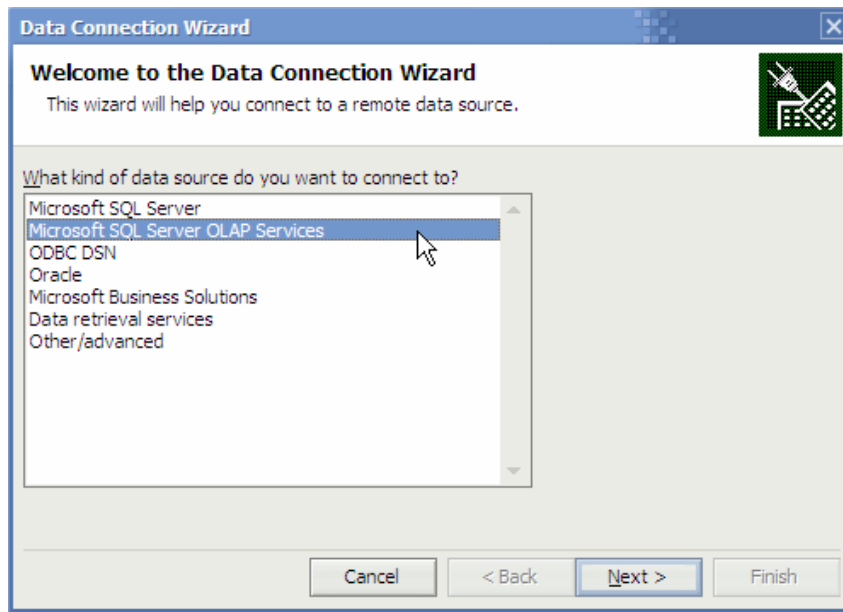 Data Connection Wizard
Welcome to the Data Connection Wizard
This wizard will help you connect to a remote data source.
What kind of data source do you want to connect to?
Microsoft SQL Server
Microsoft SQL Server OLAP Services
ODBC DSN
Oracle
Microsoft Business Solutions
Data retrieval services
Other/advanced
Cancel < Back Next > Finish